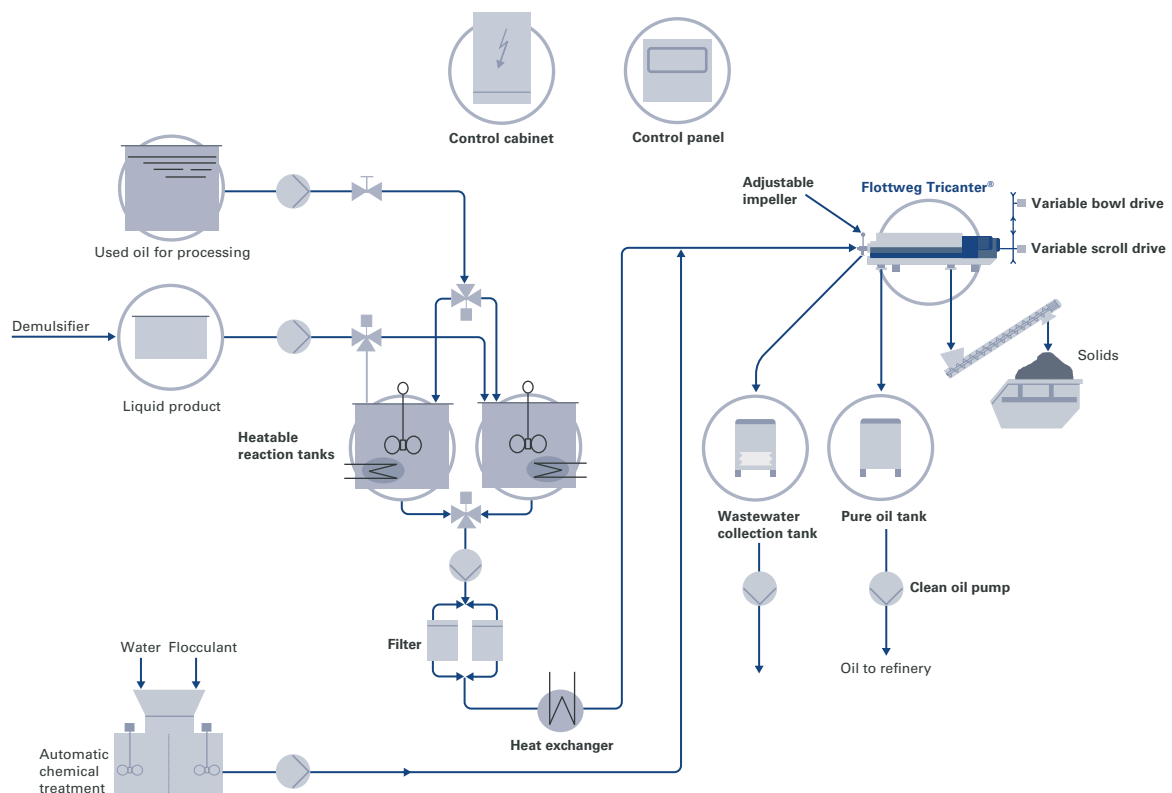 Control cabinet
Control panel
Adjustable
impeller
Flottweg Tricanter®
Variable bowl drive
Variable scroll drive
Used oil for processing
Demulsifier
Liquid product
Solids
Heatable
reaction tanks
Wastewater
collection tank
Pure oil tank
Clean oil pump
Filter
Water
Flocculant
Oil to refinery
Heat exchanger
Automatic
chemical
treatment